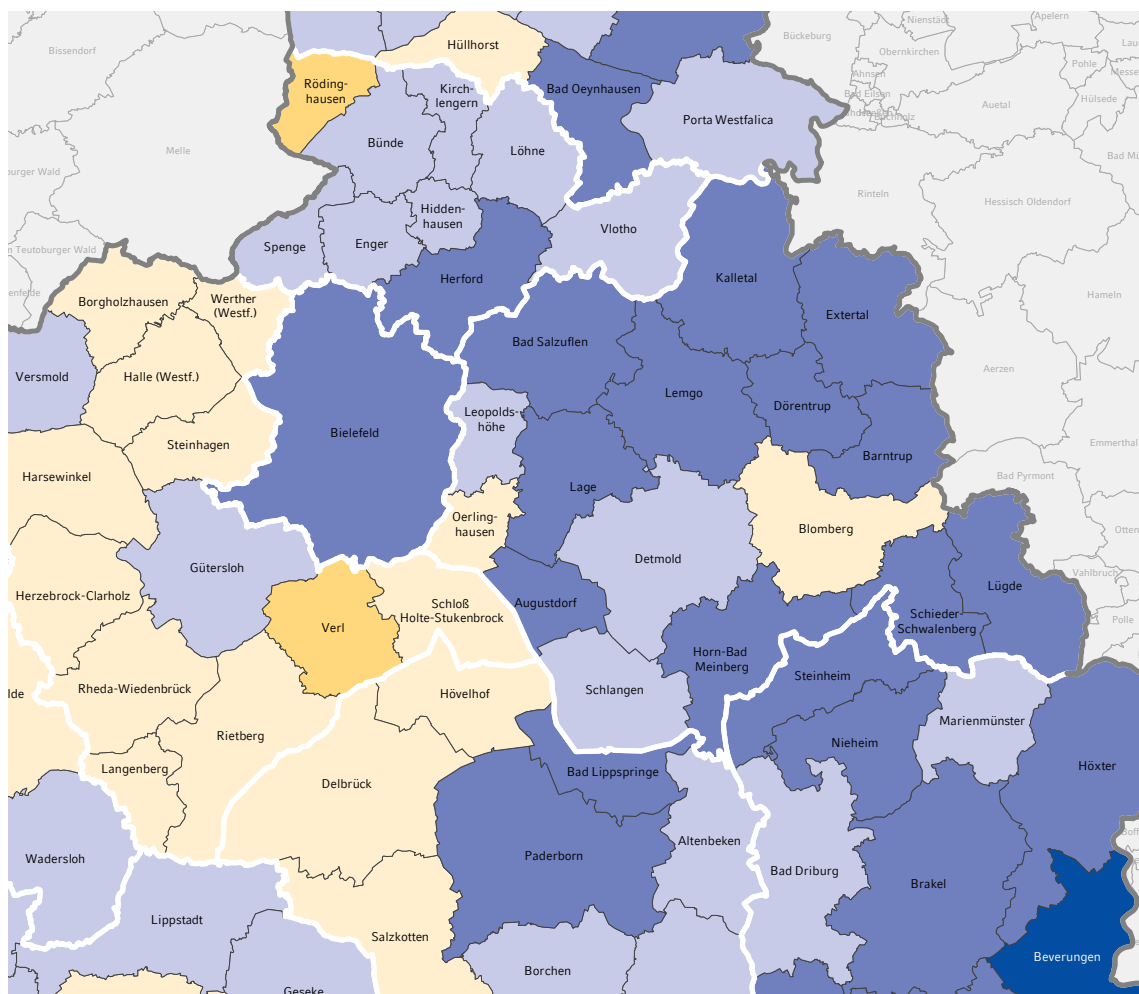 Nienstädt
Apelern
Bissendorf
Bückeburg
Hüllhorst
Obernkirchen
Pohle
Ahnsen
Röding-
hausen
Bad Oeynhausen
Kirch-
lengern
Bad Eilsen
Hülsede
Auetal
Buchholz
Porta Westfalica
Bünde
Löhne
Melle
Rinteln
Hessisch Oldendorf
Hidden-
hausen
Vlotho
Spenge
Enger
n Teutoburger Wald
Herford
Kalletal
Borgholzhausen
Werther
(Westf.)
Hameln
Extertal
Bad Salzuflen
Aerzen
Versmold
Halle (Westf.)
Lemgo
Dörentrup
Leopolds-
höhe
Bielefeld
Steinhagen
Emmerthal
Barntrup
Harsewinkel
Bad Pyrmont
Lage
Oerling-
hausen
Blomberg
Detmold
Gütersloh
Vahlbruch
Lügde
Herzebrock-Clarholz
Augustdorf
Schloß
Holte-Stukenbrock
Schieder-
Schwalenberg
Polle
Verl
Horn-Bad
Meinberg
Steinheim
Rheda-Wiedenbrück
Hövelhof
Schlangen
Marienmünster
Rietberg
Nieheim
Langenberg
Bad Lippspringe
Höxter
Delbrück
Altenbeken
Wadersloh
Paderborn
Bad Driburg
Brakel
Lippstadt
Salzkotten
Beverungen
Borchen
Geseke